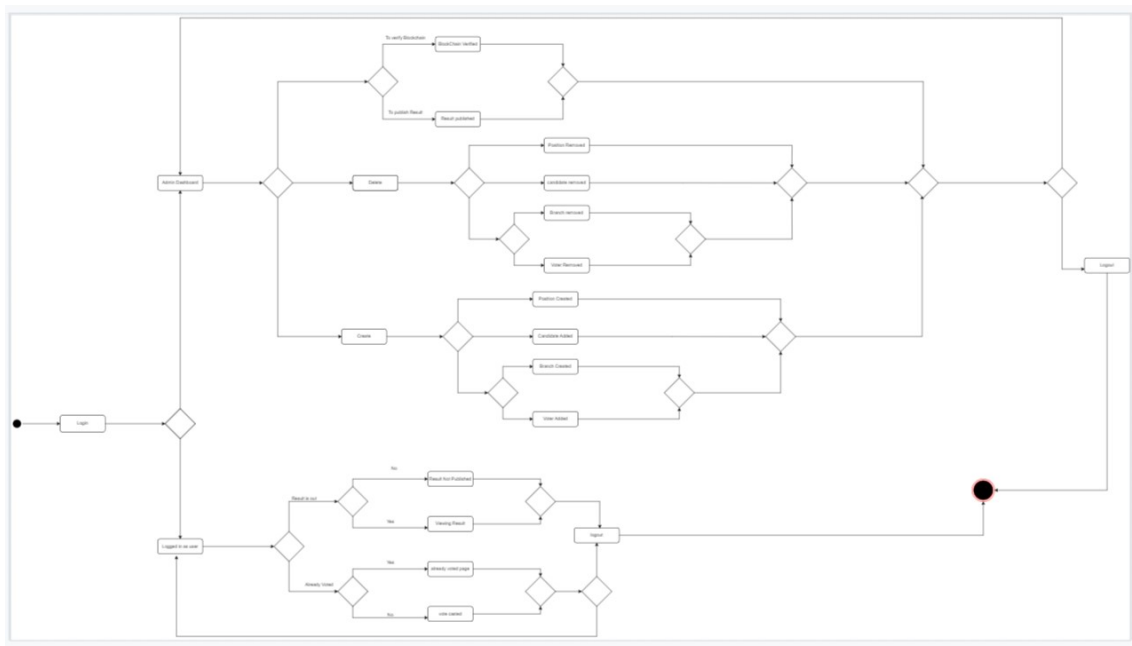 To verify Blockchain
BlockChain Verified
To publish Result
Result published
Position Removed
Admin Dashboard
Delete
candidate removed
Branch removed
Voter Removed
Logout
Position Created
Create
Candidate Added
Branch Created
Voter Added
Login
No
Result Not Published
Result is out
Yes
Viewing Result
logout
Logged in as user
Yes
already voted page
Already Voted
No
vote casted